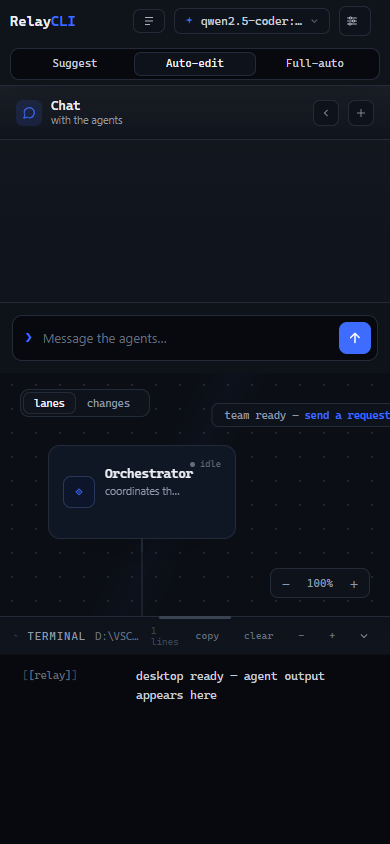 RelayCLI
qwen2.5-coder:…
Suggest
Auto-edit
Full-auto
Chat
with the agents
Message the agents…
lanes
changes
team ready — send a request
idle
Orchestrator
coordinates th…
− 100% +
TERMINAL D:\VSC… 1 lines copy clear − +
[[relay]] desktop ready — agent output
appears here